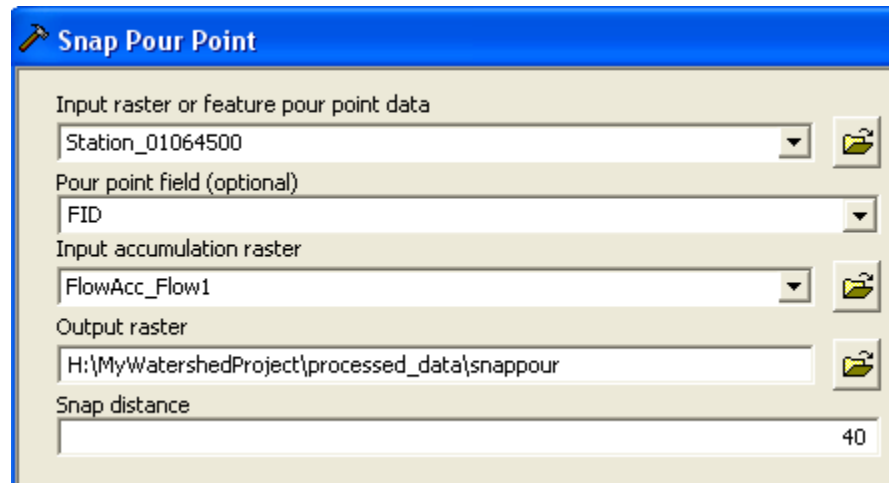 Snap Pour Point
Input raster or feature pour point data
Station_01064500
Pour point field (optional)
FID
Input accumulation raster
FlowAcc_Flow1
Output raster
H:\MyWatershedProject\processed_data\snappour
Snap distance
40